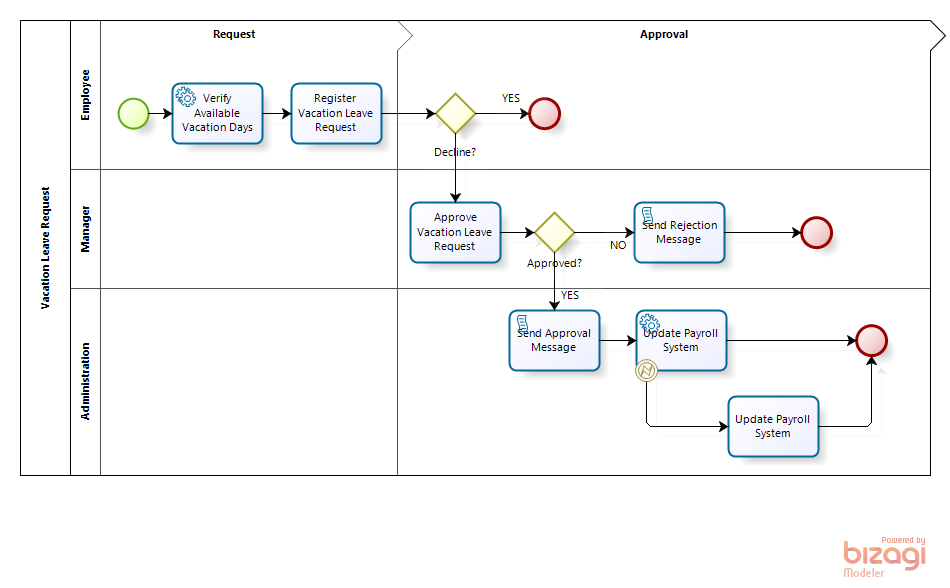 Request
Approval
Vacation Leave Request
Employee
Verify
Available
Vacation Days
Register
Vacation Leave
Request
YES
Decline?
Manager
Approve
Vacation Leave
Request
Approved?
NO
Send Rejection
Message
YES
Administration
Send Approval
Message
Update Payroll
System
Update Payroll
System
Powered by
bizagi
Modeler